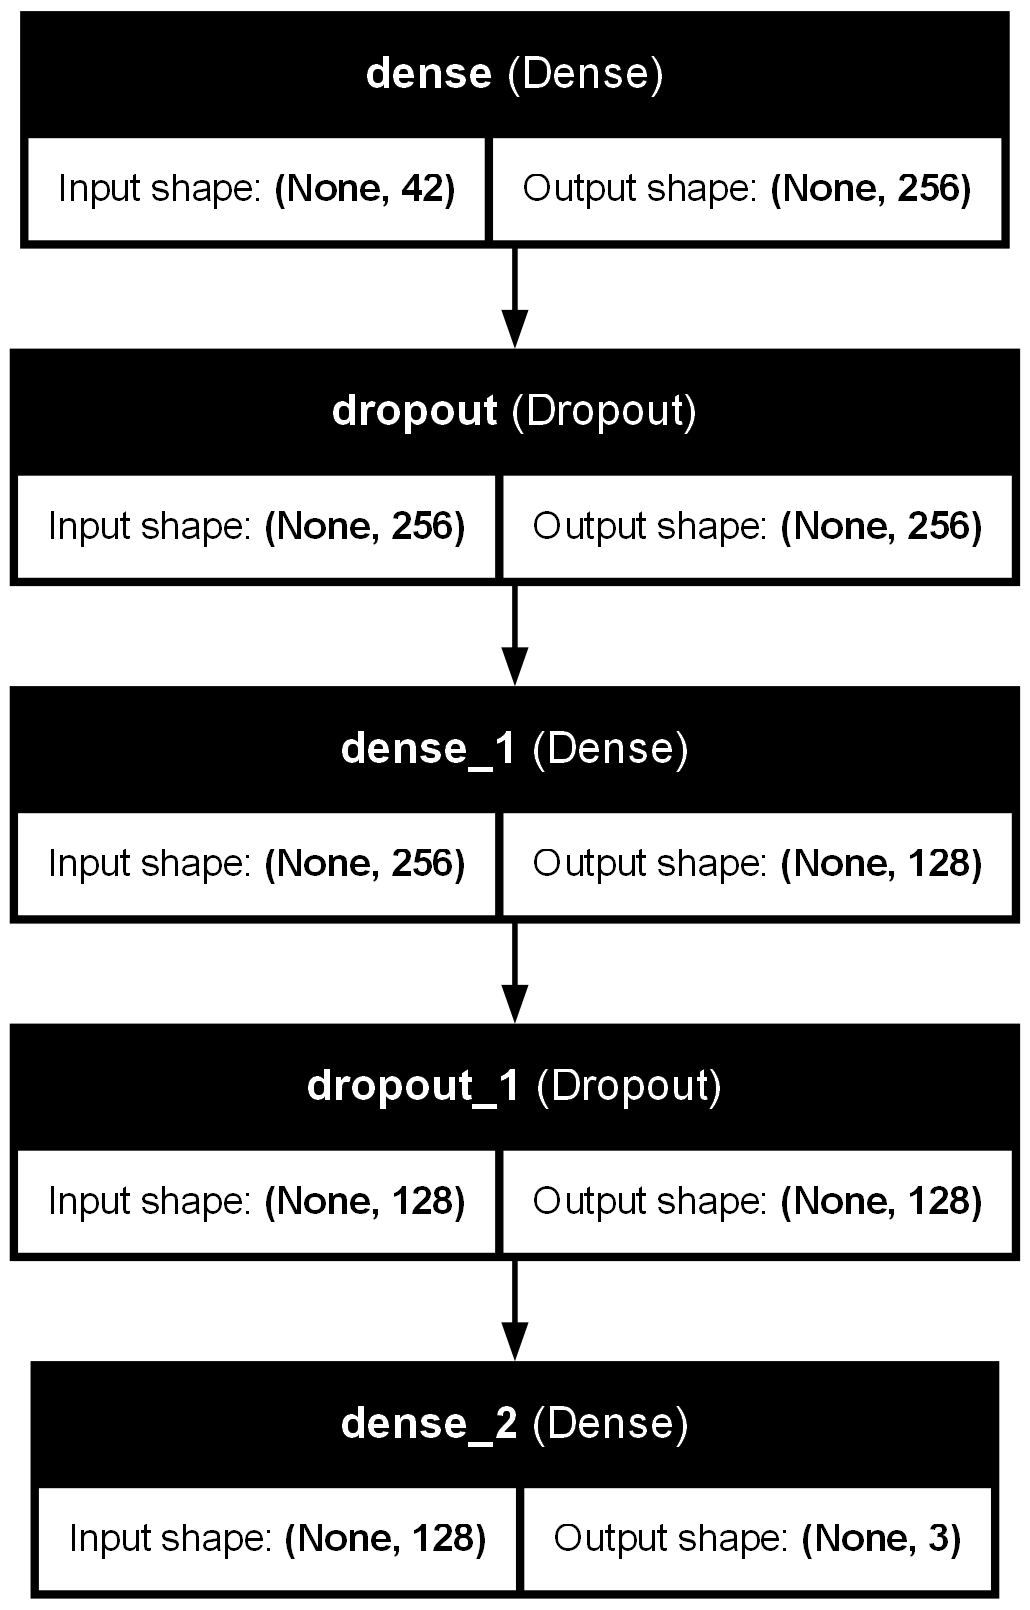 dense (Dense)
Input shape: (None, 42)
Output shape: (None, 256)
dropout (Dropout)
Input shape: (None, 256)
Output shape: (None, 256)
dense_1 (Dense)
Input shape: (None, 256)
Output shape: (None, 128)
dropout_1 (Dropout)
Input shape: (None, 128)
Output shape: (None, 128)
dense_2 (Dense)
Input shape: (None, 128)
Output shape: (None, 3)